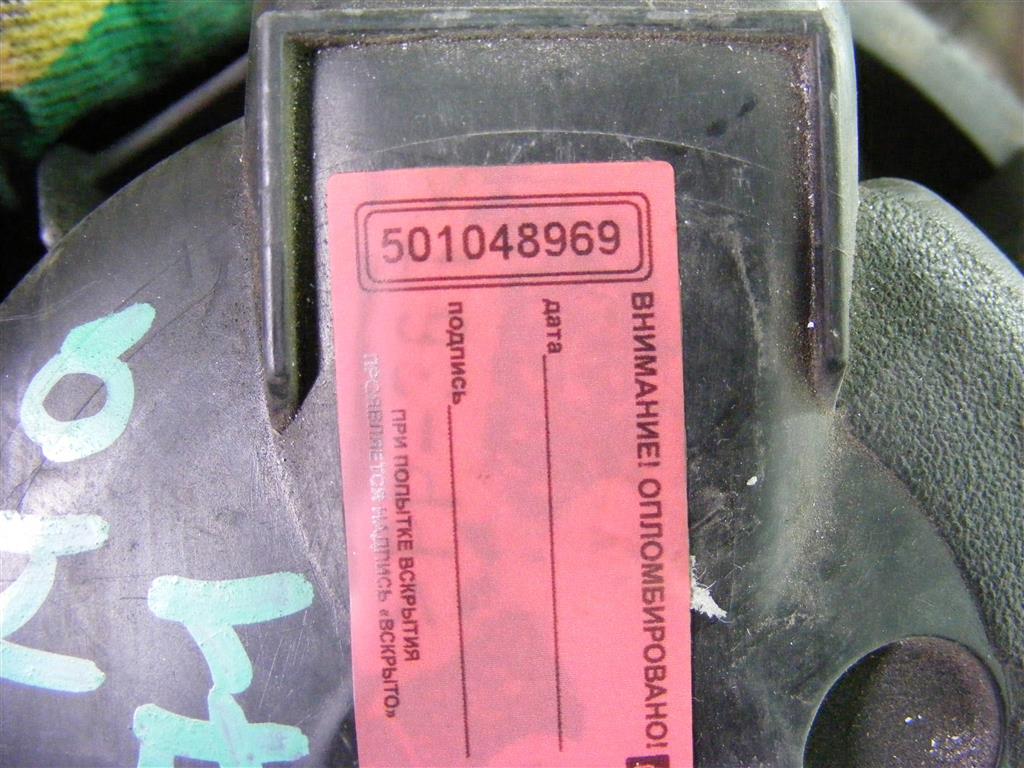 501048969
ВНИМАНИЕ! ОПЛОМБИРОВАНО!
дата
подпись
ПРИ ПОПЫТКЕ ВСКРЫТИЯ
ПРОЯВЛЯЕТСЯ НАДПИСЬ «ВСКРЫТО»